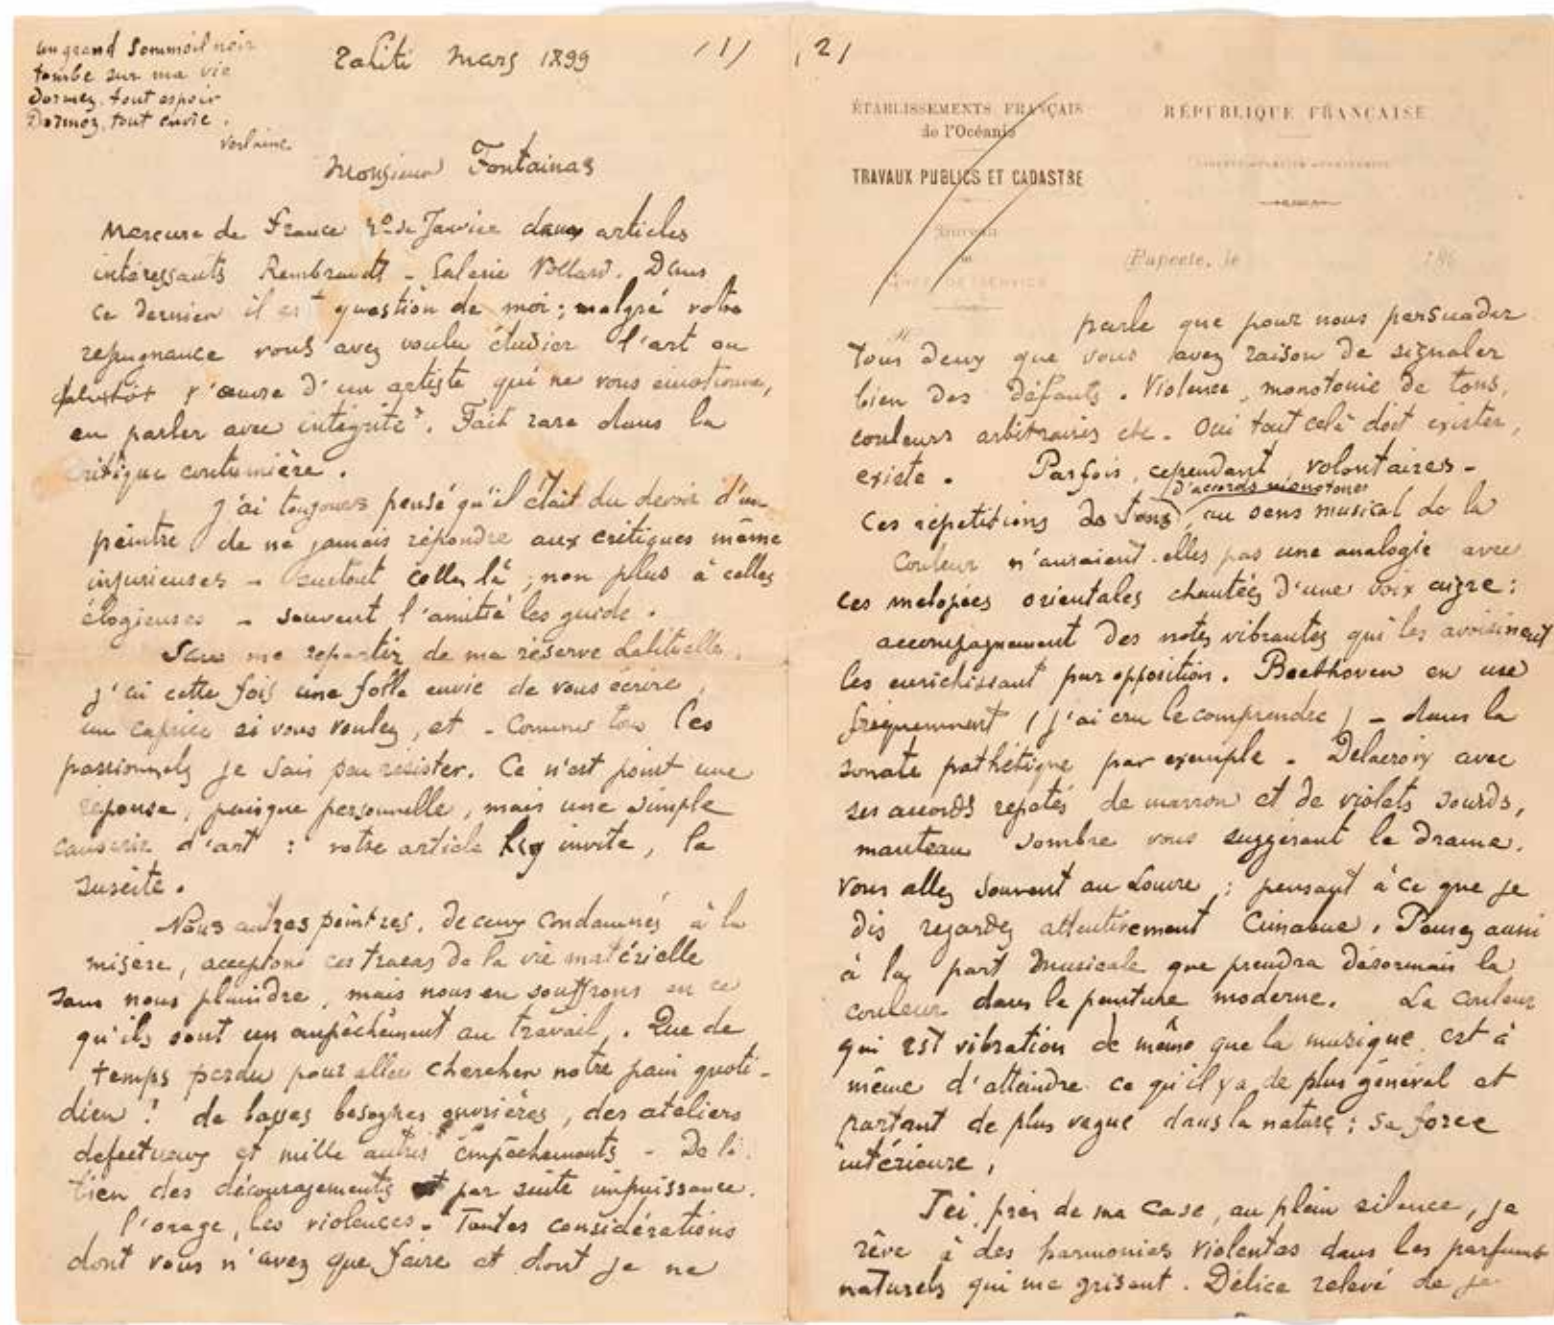 un grand sommeil noir
tombe sur ma vie
Dormez, tout espoir
Dormez, tout envie.
Verlaine.
Tahiti Mars 1899
/1/
Monsieur Fontainas
Mercure de France de Janvier deux articles
intéressants Rembrandt - Galerie Vollard. Dans
ce dernier il est question de moi; malgré votre
repugnance vous avez voulu étudier l'art ou
plutôt l'œuvre d'un artiste qui ne vous émotionne,
en parler avec intégrité. Fait rare dans la
critique coutumière.
J'ai toujours pensé qu'il était du devoir d'un
peintre de ne jamais répondre aux critiques même
injurieuses - surtout celles là; non plus à celles
élogieuses - souvent l'amitié les guide.
Sans me repartir de ma réserve habituelle,
j'ai cette fois une folle envie de vous écrire,
un caprice si vous voulez, et - comme tous les
passionnels je sais peu résister. Ce n'est point une
réponse, puisque personnelle, mais une simple
causerie d'art : votre article y invite, la
suscite.
Nous autres peintres, de ceux condamnés à la
misère, acceptons ces tracas de la vie matérielle
sans nous plaindre, mais nous en souffrons en ce
qu'ils sont un empêchement au travail. Que de
temps perdu pour aller chercher notre pain quoti-
dien! de basses besognes ouvrières, des ateliers
defectueux et mille autres empêchements - De là
bien des découragements et par suite impuissance.
l'orage, les violences. Toutes considérations
dont vous n'avez que faire et dont je ne
/2/
ÉTABLISSEMENTS FRANÇAIS
de l'Océanie
TRAVAUX PUBLICS ET CADASTRE
RÉPUBLIQUE FRANÇAISE
Papeete, le 189
parle que pour nous persuader
tous deux que vous avez raison de signaler
bien des défauts. Violence, monotonie de tons,
couleurs arbitraires etc. Oui tout celà doit exister,
existe. Parfois, cependant, volontaires -
Ces répétitions de tons, d'acords monotones, au sens musical de la
Couleur n'auraient-elles pas une analogie avec
ces melopées orientales chantées d'une voix aigre:
accompagnement des notes vibrantes qui les avoisinent
les enrichissant par opposition. Beethoven en use
fréquemment (j'ai cru le comprendre) - dans la
sonate pathétique par exemple. Delacroix avec
ses accords repetés de marron et de violets sourds,
manteau sombre vous suggérant le drame.
Vous allez souvent au Louvre; pensant à ce que je
dis regardez attentivement Cimabue. Pensez aussi
à la part musicale que prendra désormais la
couleur dans la peinture moderne. La couleur
qui est vibration de même que la musique est à
même d'atteindre ce qu'il y a de plus général et
partant de plus vague dans la nature: sa force
intérieure.
Ici, près de ma case, en plein silence, je
rêve à des harmonies violentes dans les parfums
naturels qui me grisent. Délice relevé de je